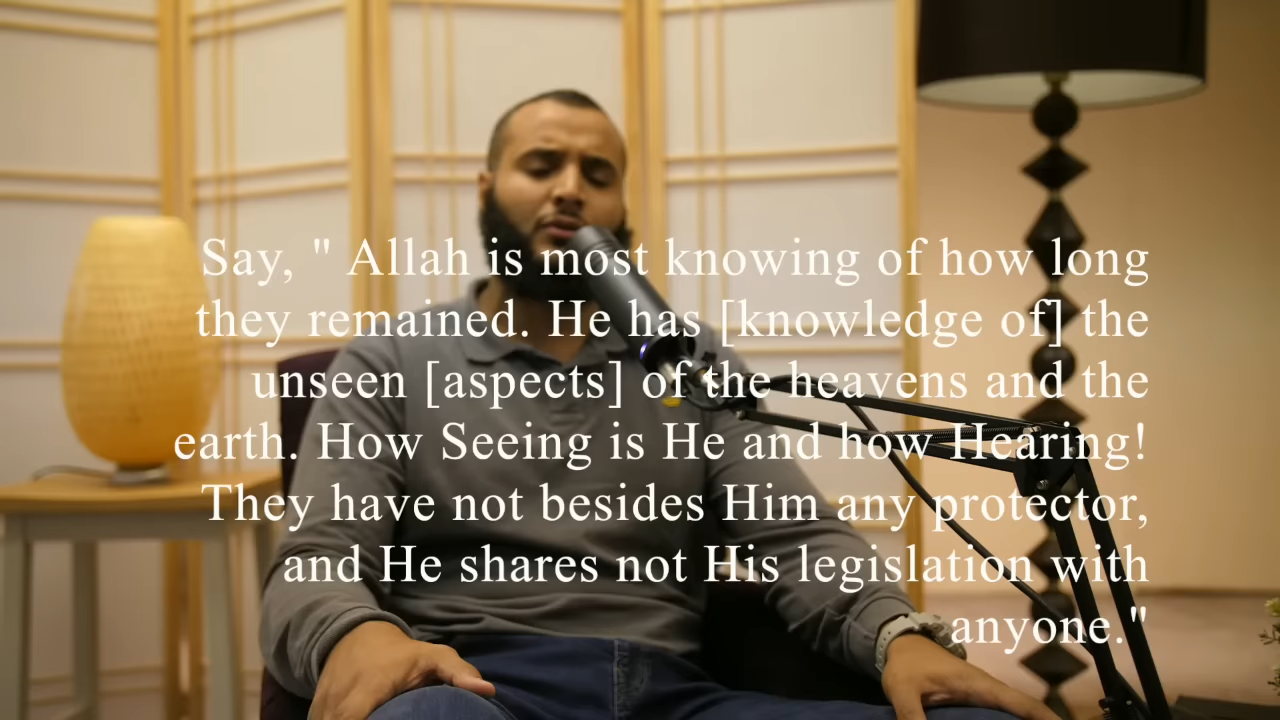 Say, " Allah is most knowing of how long
they remained. He has [knowledge of] the
unseen [aspects] of the heavens and the
earth. How Seeing is He and how Hearing!
They have not besides Him any protector,
and He shares not His legislation with
anyone."